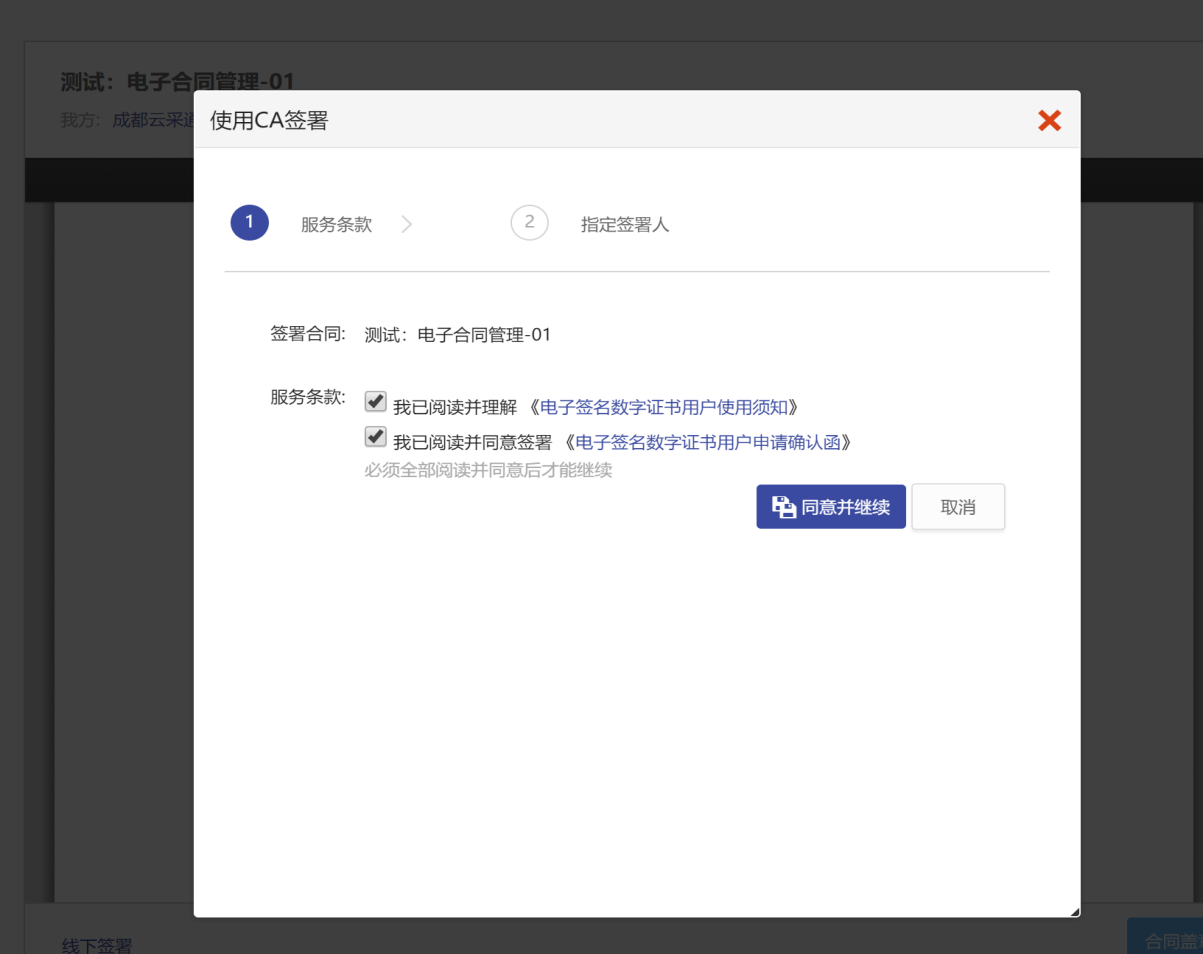 测试：电子合同管理-01
我方: 成都云采
使用CA签署
1 服务条款 2 指定签署人
签署合同: 测试：电子合同管理-01
服务条款: 我已阅读并理解 《电子签名数字证书用户使用须知》
我已阅读并同意签署 《电子签名数字证书用户申请确认函》
必须全部阅读并同意后才能继续
同意并继续 取消
线下签署
合同盖